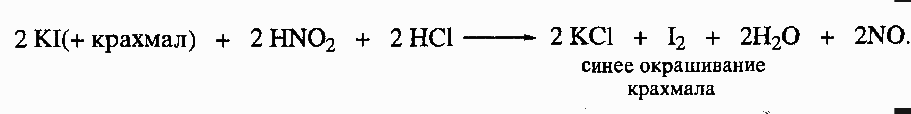 2 KI(+ крахмал) + 2 HNO₂ + 2 HCl ⟶ 2 KCl + I₂ + 2H₂O + 2NO.
синее окрашивание
крахмала